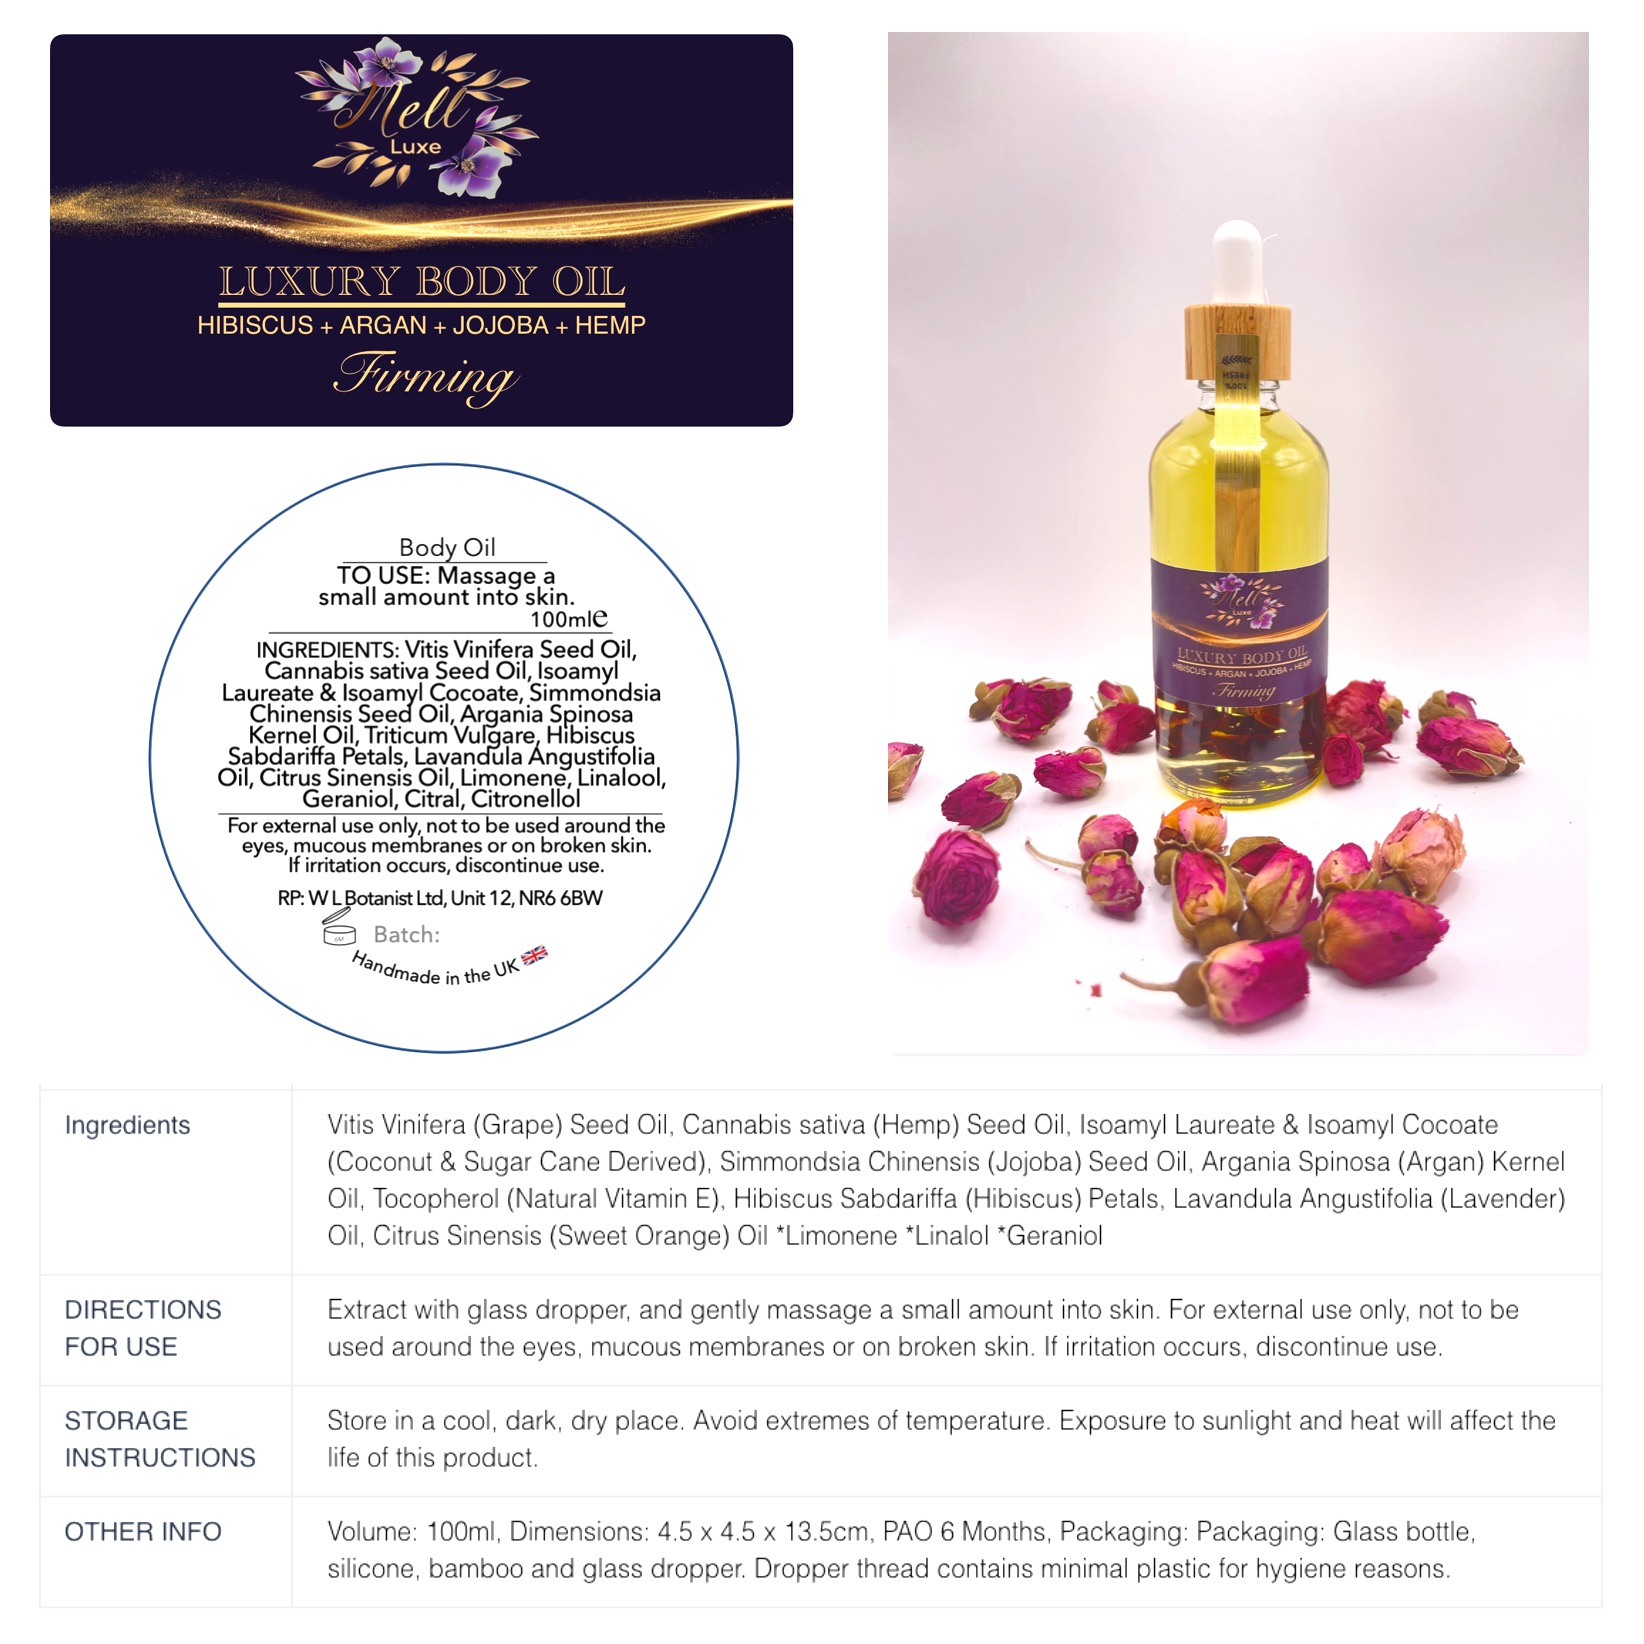 Mell
Luxe
LUXURY BODY OIL
HIBISCUS + ARGAN + JOJOBA + HEMP
Firming
Body Oil
TO USE: Massage a
small amount into skin.
100ml℮
INGREDIENTS: Vitis Vinifera Seed Oil,
Cannabis sativa Seed Oil, Isoamyl
Laureate & Isoamyl Cocoate, Simmondsia
Chinensis Seed Oil, Argania Spinosa
Kernel Oil, Triticum Vulgare, Hibiscus
Sabdariffa Petals, Lavandula Angustifolia
Oil, Citrus Sinensis Oil, Limonene, Linalool,
Geraniol, Citral, Citronellol
For external use only, not to be used around the
eyes, mucous membranes or on broken skin.
If irritation occurs, discontinue use.
RP: W L Botanist Ltd, Unit 12, NR6 6BW
6M
Batch:
Handmade in the UK
100%
FRESH
Mell
Luxe
LUXURY BODY OIL
HIBISCUS + ARGAN + JOJOBA + HEMP
Firming
Ingredients
Vitis Vinifera (Grape) Seed Oil, Cannabis sativa (Hemp) Seed Oil, Isoamyl Laureate & Isoamyl Cocoate
(Coconut & Sugar Cane Derived), Simmondsia Chinensis (Jojoba) Seed Oil, Argania Spinosa (Argan) Kernel
Oil, Tocopherol (Natural Vitamin E), Hibiscus Sabdariffa (Hibiscus) Petals, Lavandula Angustifolia (Lavender)
Oil, Citrus Sinensis (Sweet Orange) Oil *Limonene *Linalol *Geraniol
DIRECTIONS
FOR USE
Extract with glass dropper, and gently massage a small amount into skin. For external use only, not to be
used around the eyes, mucous membranes or on broken skin. If irritation occurs, discontinue use.
STORAGE
INSTRUCTIONS
Store in a cool, dark, dry place. Avoid extremes of temperature. Exposure to sunlight and heat will affect the
life of this product.
OTHER INFO
Volume: 100ml, Dimensions: 4.5 x 4.5 x 13.5cm, PAO 6 Months, Packaging: Packaging: Glass bottle,
silicone, bamboo and glass dropper. Dropper thread contains minimal plastic for hygiene reasons.